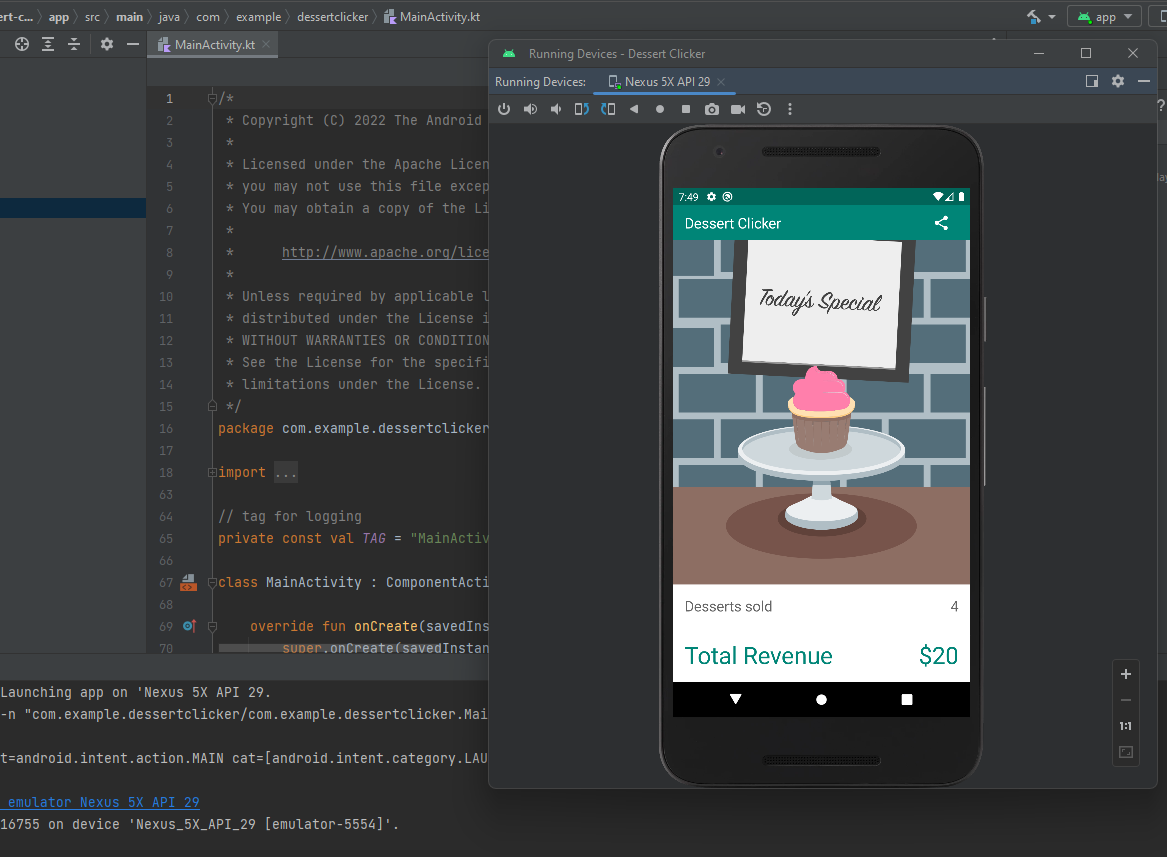 ert-c... app src main java com example dessertclicker MainActivity.kt
app
MainActivity.kt
Running Devices - Dessert Clicker
Running Devices: Nexus 5X API 29
1 /*
2 * Copyright (C) 2022 The Android
3 *
4 * Licensed under the Apache Licen
5 * you may not use this file excep
6 * You may obtain a copy of the Li
7 *
8 * http://www.apache.org/lice
9 *
10 * Unless required by applicable l
11 * distributed under the License i
12 * WITHOUT WARRANTIES OR CONDITION
13 * See the License for the specifi
14 * limitations under the License.
15 */
16 package com.example.dessertclicker
17
18 import ...
63
64 // tag for logging
65 private const val TAG = "MainActiv
66
67 class MainActivity : ComponentActi
68
69 override fun onCreate(savedIns
70 super.onCreate(savedInstan
7:49
Dessert Clicker
Today's Special
Desserts sold 4
Total Revenue $20
1:1
Launching app on 'Nexus 5X API 29.
-n "com.example.dessertclicker/com.example.dessertclicker.Mai
t=android.intent.action.MAIN cat=[android.intent.category.LAU
emulator Nexus 5X API 29
16755 on device 'Nexus_5X_API_29 [emulator-5554]'.